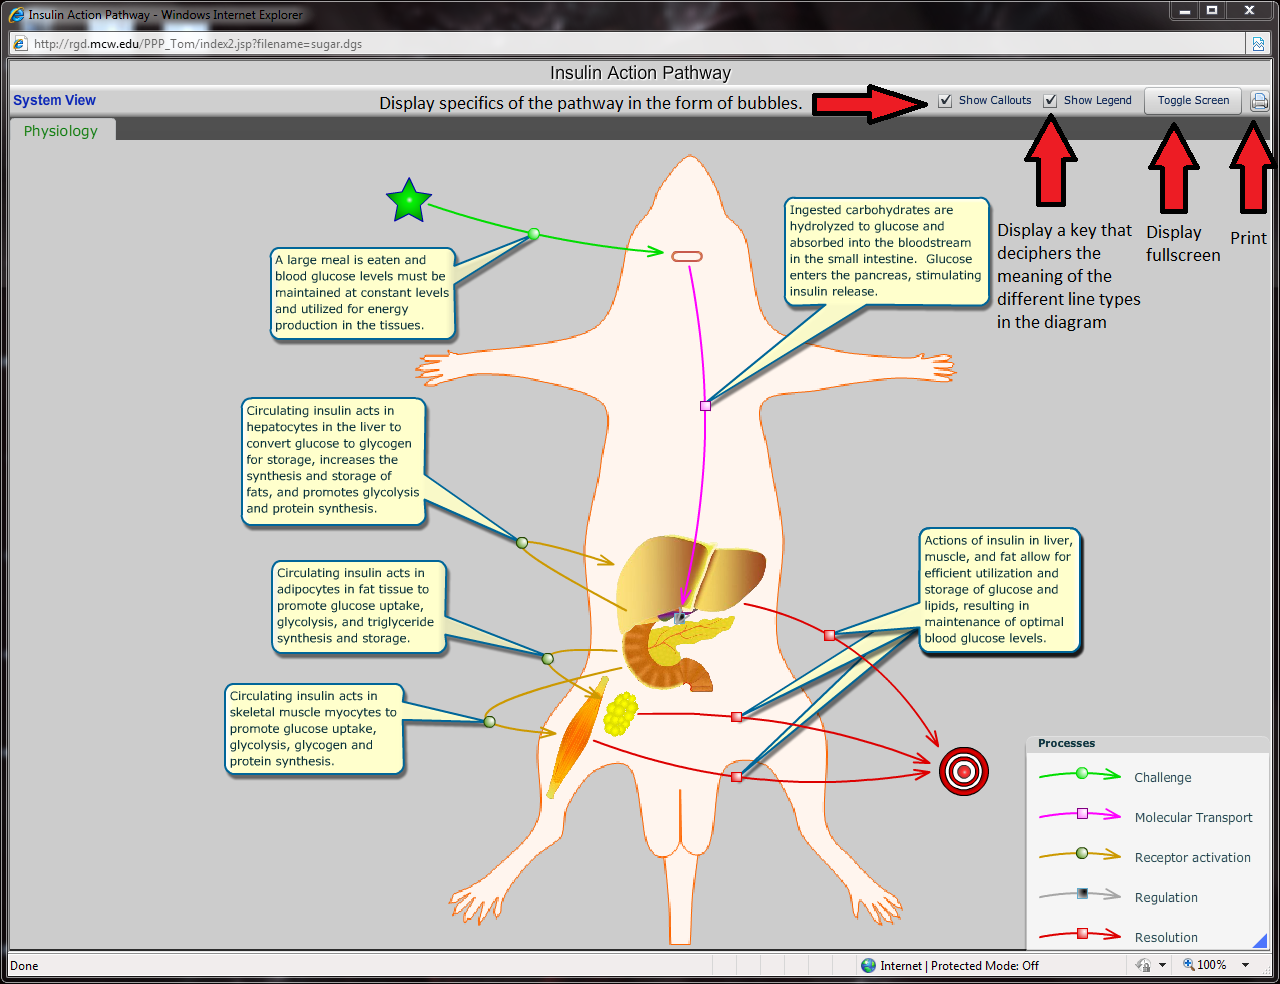 Insulin Action Pathway - Windows Internet Explorer
http://rgd.mcw.edu/PPP_Tom/index2.jsp?filename=sugar.dgs
Insulin Action Pathway
System View
Display specifics of the pathway in the form of bubbles.
Show Callouts
Show Legend
Toggle Screen
Physiology
Display a key that
deciphers the
meaning of the
different line types
in the diagram
Display
fullscreen
Print
Ingested carbohydrates are
hydrolyzed to glucose and
absorbed into the bloodstream
in the small intestine.  Glucose
enters the pancreas, stimulating
insulin release.
A large meal is eaten and
blood glucose levels must be
maintained at constant levels
and utilized for energy
production in the tissues.
Circulating insulin acts in
hepatocytes in the liver to
convert glucose to glycogen
for storage, increases the
synthesis and storage of
fats, and promotes glycolysis
and protein synthesis.
Circulating insulin acts in
adipocytes in fat tissue to
promote glucose uptake,
glycolysis, and triglyceride
synthesis and storage.
Circulating insulin acts in
skeletal muscle myocytes to
promote glucose uptake,
glycolysis, glycogen and
protein synthesis.
Actions of insulin in liver,
muscle, and fat allow for
efficient utilization and
storage of glucose and
lipids, resulting in
maintenance of optimal
blood glucose levels.
Processes
Challenge
Molecular Transport
Receptor activation
Regulation
Resolution
Done
Internet | Protected Mode: Off
100%